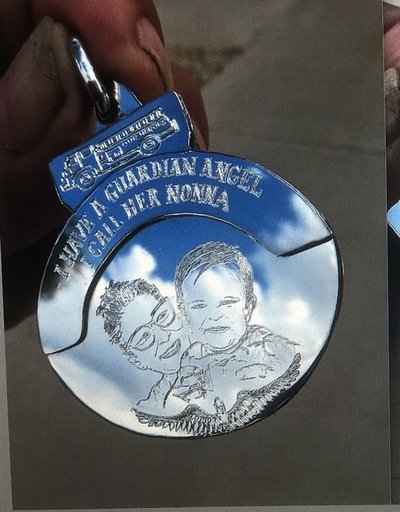 I HAVE A GUARDIAN ANGEL
I CALL HER NONNA